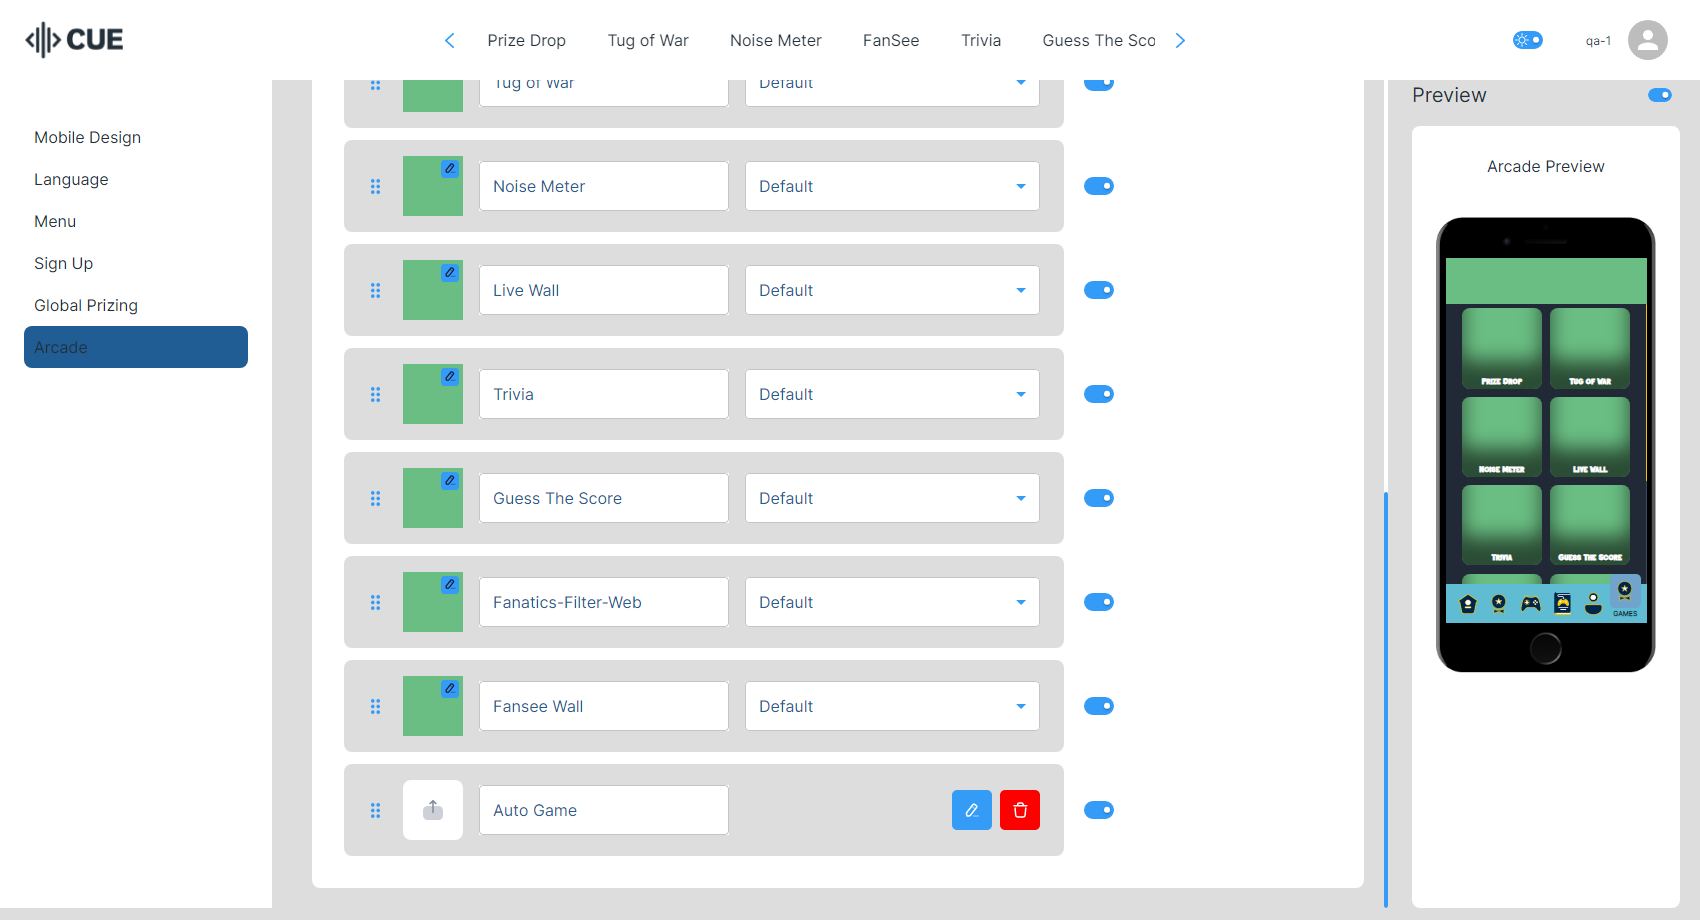 CUE
Prize Drop
Tug of War
Noise Meter
FanSee
Trivia
Guess The Sco
qa-1
Mobile Design
Language
Menu
Sign Up
Global Prizing
Arcade
Tug of War
Default
Noise Meter
Default
Live Wall
Default
Trivia
Default
Guess The Score
Default
Fanatics-Filter-Web
Default
Fansee Wall
Default
Auto Game
Preview
Arcade Preview
Prize Drop
Tug of War
Noise Meter
Live Wall
Trivia
Guess The Score
GAMES